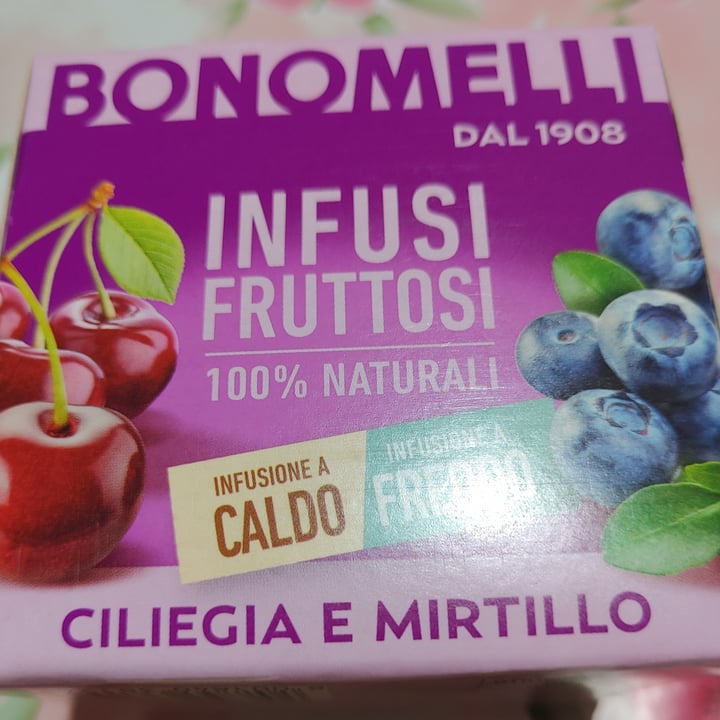 BONOMELLI
DAL 1908
INFUSI
FRUTTOSI
100% NATURALI
INFUSIONE A
CALDO
INFUSIONE A
FREDDO
CILIEGIA E MIRTILLO